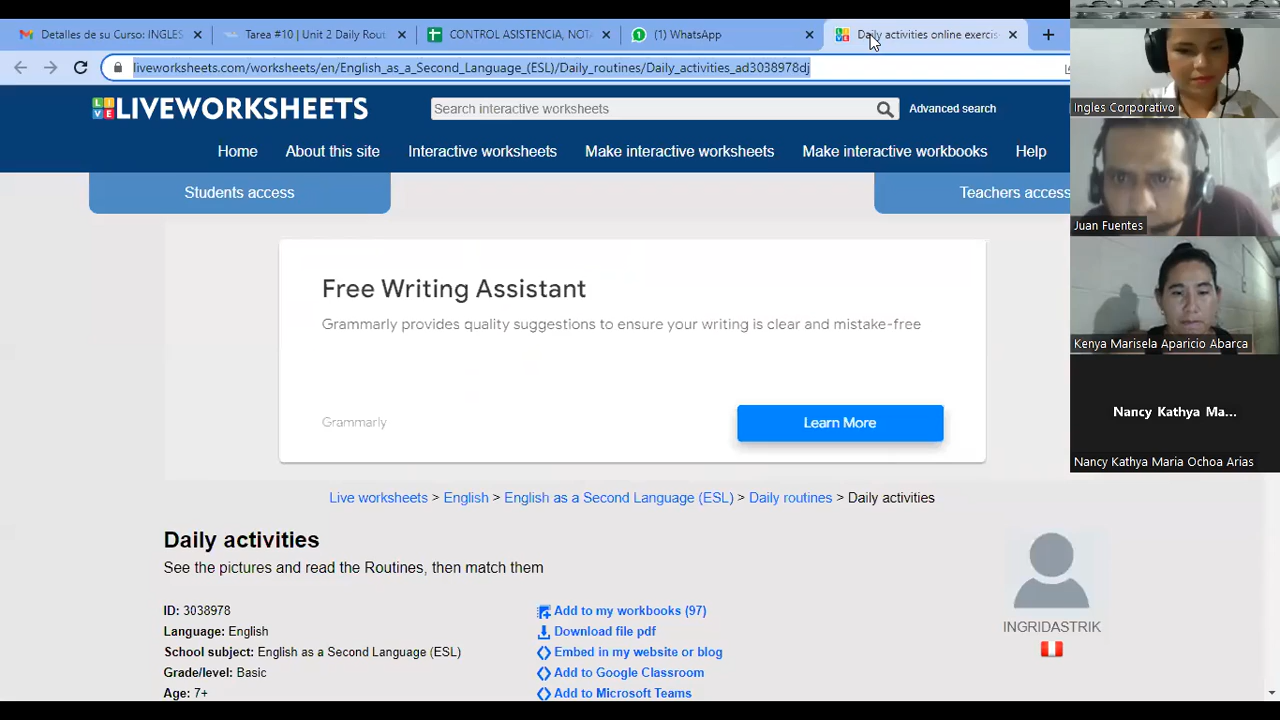 Detalles de su Curso: INGLES
Tarea #10 | Unit 2 Daily Rout
CONTROL ASISTENCIA, NOTA
(1) WhatsApp
Daily activities online exercis
liveworksheets.com/worksheets/en/English_as_a_Second_Language_(ESL)/Daily_routines/Daily_activities_ad3038978dj
LIVEWORKSHEETS
Search interactive worksheets
Advanced search
Home
About this site
Interactive worksheets
Make interactive worksheets
Make interactive workbooks
Help
Students access
Teachers access
Free Writing Assistant
Grammarly provides quality suggestions to ensure your writing is clear and mistake-free
Grammarly
Learn More
Live worksheets > English > English as a Second Language (ESL) > Daily routines > Daily activities
Daily activities
See the pictures and read the Routines, then match them
ID: 3038978
Language: English
School subject: English as a Second Language (ESL)
Grade/level: Basic
Age: 7+
Add to my workbooks (97)
Download file pdf
Embed in my website or blog
Add to Google Classroom
Add to Microsoft Teams
INGRIDASTRIK
Ingles Corporativo
Juan Fuentes
Kenya Marisela Aparicio Abarca
Nancy Kathya Ma...
Nancy Kathya Maria Ochoa Arias